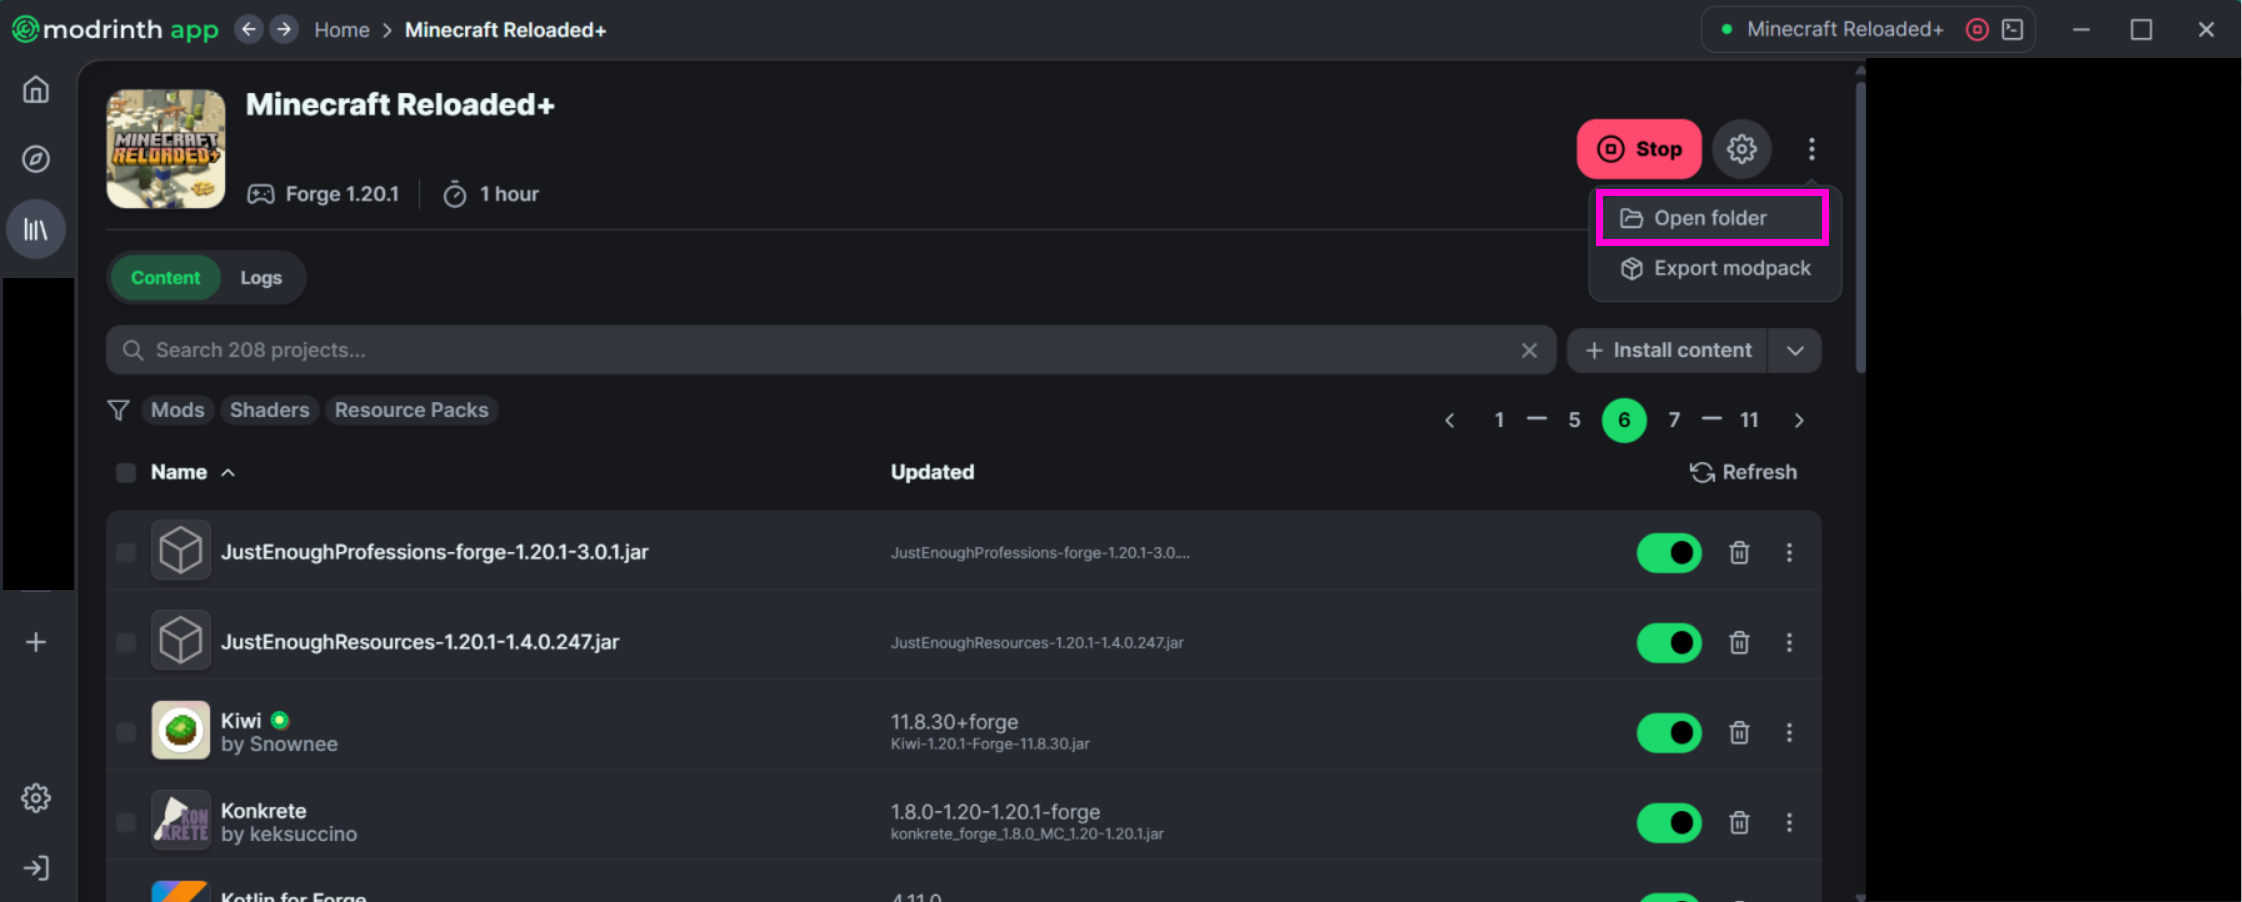 modrinth app
Home > Minecraft Reloaded+
Minecraft Reloaded+
MINECRAFT
RELOADED+
Minecraft Reloaded+
Forge 1.20.1
1 hour
Stop
Open folder
Export modpack
Content
Logs
Search 208 projects...
Install content
Mods
Shaders
Resource Packs
1 — 5 6 7 — 11
Name
Updated
Refresh
JustEnoughProfessions-forge-1.20.1-3.0.1.jar
JustEnoughProfessions-forge-1.20.1-3.0....
JustEnoughResources-1.20.1-1.4.0.247.jar
JustEnoughResources-1.20.1-1.4.0.247.jar
Kiwi
by Snownee
11.8.30+forge
Kiwi-1.20.1-Forge-11.8.30.jar
KON
KRETE
Konkrete
by keksuccino
1.8.0-1.20-1.20.1-forge
konkrete_forge_1.8.0_MC_1.20-1.20.1.jar
Kotlin for Forge
4.11.0